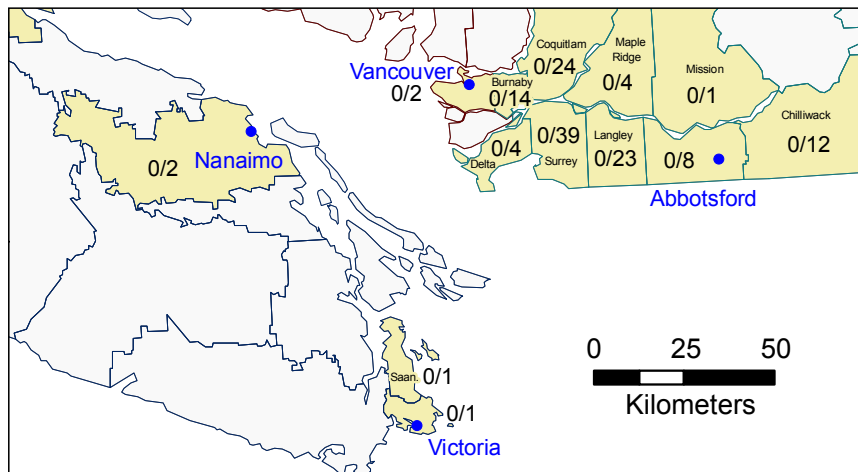 Coquitlam
0/24
Maple
Ridge
0/4
Mission
0/1
Vancouver
0/2
Burnaby
0/14
Chilliwack
0/12
0/39
Surrey
Langley
0/23
0/8
0/4
Delta
Abbotsford
0/2
Nanaimo
0 25 50
Kilometers
Saan.
0/1
0/1
Victoria